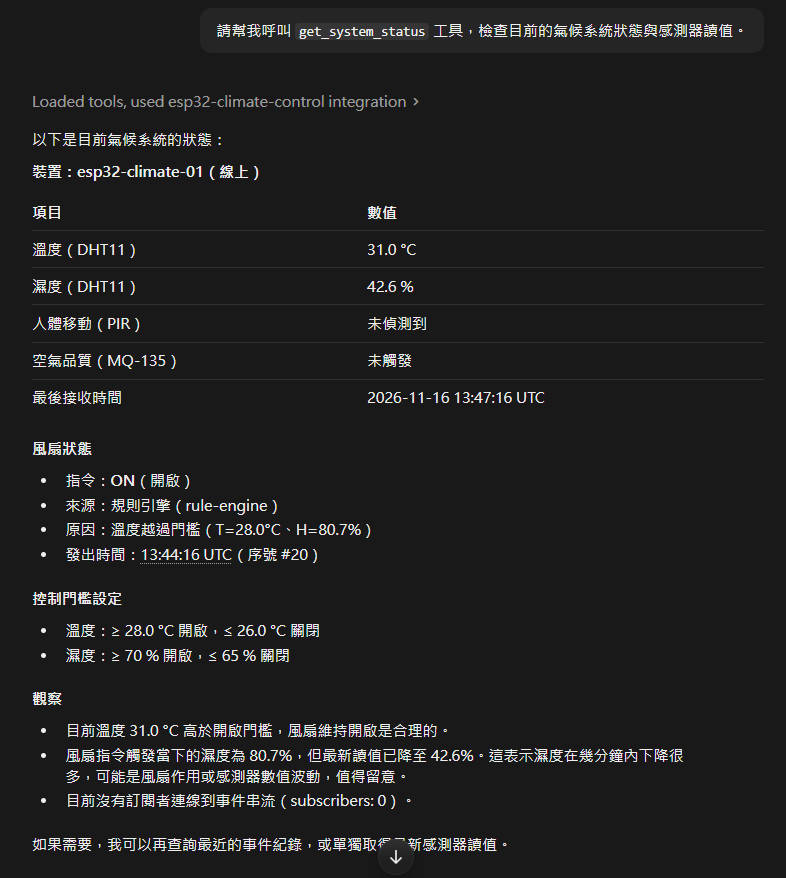 請幫我呼叫 get_system_status 工具，檢查目前的氣候系統狀態與感測器讀值。
Loaded tools, used esp32-climate-control integration >
以下是目前氣候系統的狀態：
裝置：esp32-climate-01（線上）
項目 數值
溫度（DHT11） 31.0 °C
濕度（DHT11） 42.6 %
人體移動（PIR） 未偵測到
空氣品質（MQ-135） 未觸發
最後接收時間 2026-11-16 13:47:16 UTC
風扇狀態
• 指令：ON（開啟）
• 來源：規則引擎（rule-engine）
• 原因：溫度越過門檻（T=28.0°C、H=80.7%）
• 發出時間：13:44:16 UTC（序號 #20）
控制門檻設定
• 溫度：≥ 28.0 °C 開啟，≤ 26.0 °C 關閉
• 濕度：≥ 70 % 開啟，≤ 65 % 關閉
觀察
• 目前溫度 31.0 °C 高於開啟門檻，風扇維持開啟是合理的。
• 風扇指令觸發當下的濕度為 80.7%，但最新讀值已降至 42.6%。這表示濕度在幾分鐘內下降很
多，可能是風扇作用或感測器數值波動，值得留意。
• 目前沒有訂閱者連線到事件串流（subscribers: 0）。
如果需要，我可以再查詢最近的事件紀錄，或單獨取新感測器讀值。